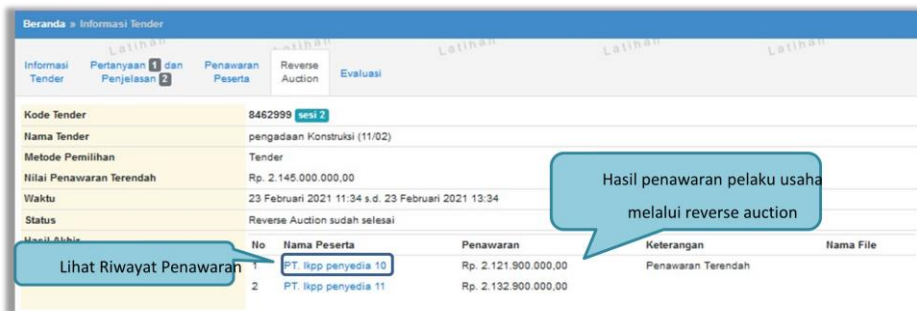 Beranda » Informasi Tender
Latihan Latihan Latihan Latihan Latihan
Informasi Tender
Pertanyaan 1 dan Penjelasan 2
Penawaran Peserta
Reverse Auction
Evaluasi
Kode Tender 8462999 sesi 2
Nama Tender pengadaan Konstruksi (11/02)
Metode Pemilihan Tender
Nilai Penawaran Terendah Rp. 2.145.000.000,00
Waktu 23 Februari 2021 11:34 s.d. 23 Februari 2021 13:34
Status Reverse Auction sudah selesai
Hasil penawaran pelaku usaha
melalui reverse auction
Hasil Akhir
No Nama Peserta Penawaran Keterangan Nama File
Lihat Riwayat Penawaran
1 PT. lkpp penyedia 10 Rp. 2.121.900.000,00 Penawaran Terendah
2 PT. lkpp penyedia 11 Rp. 2.132.900.000,00